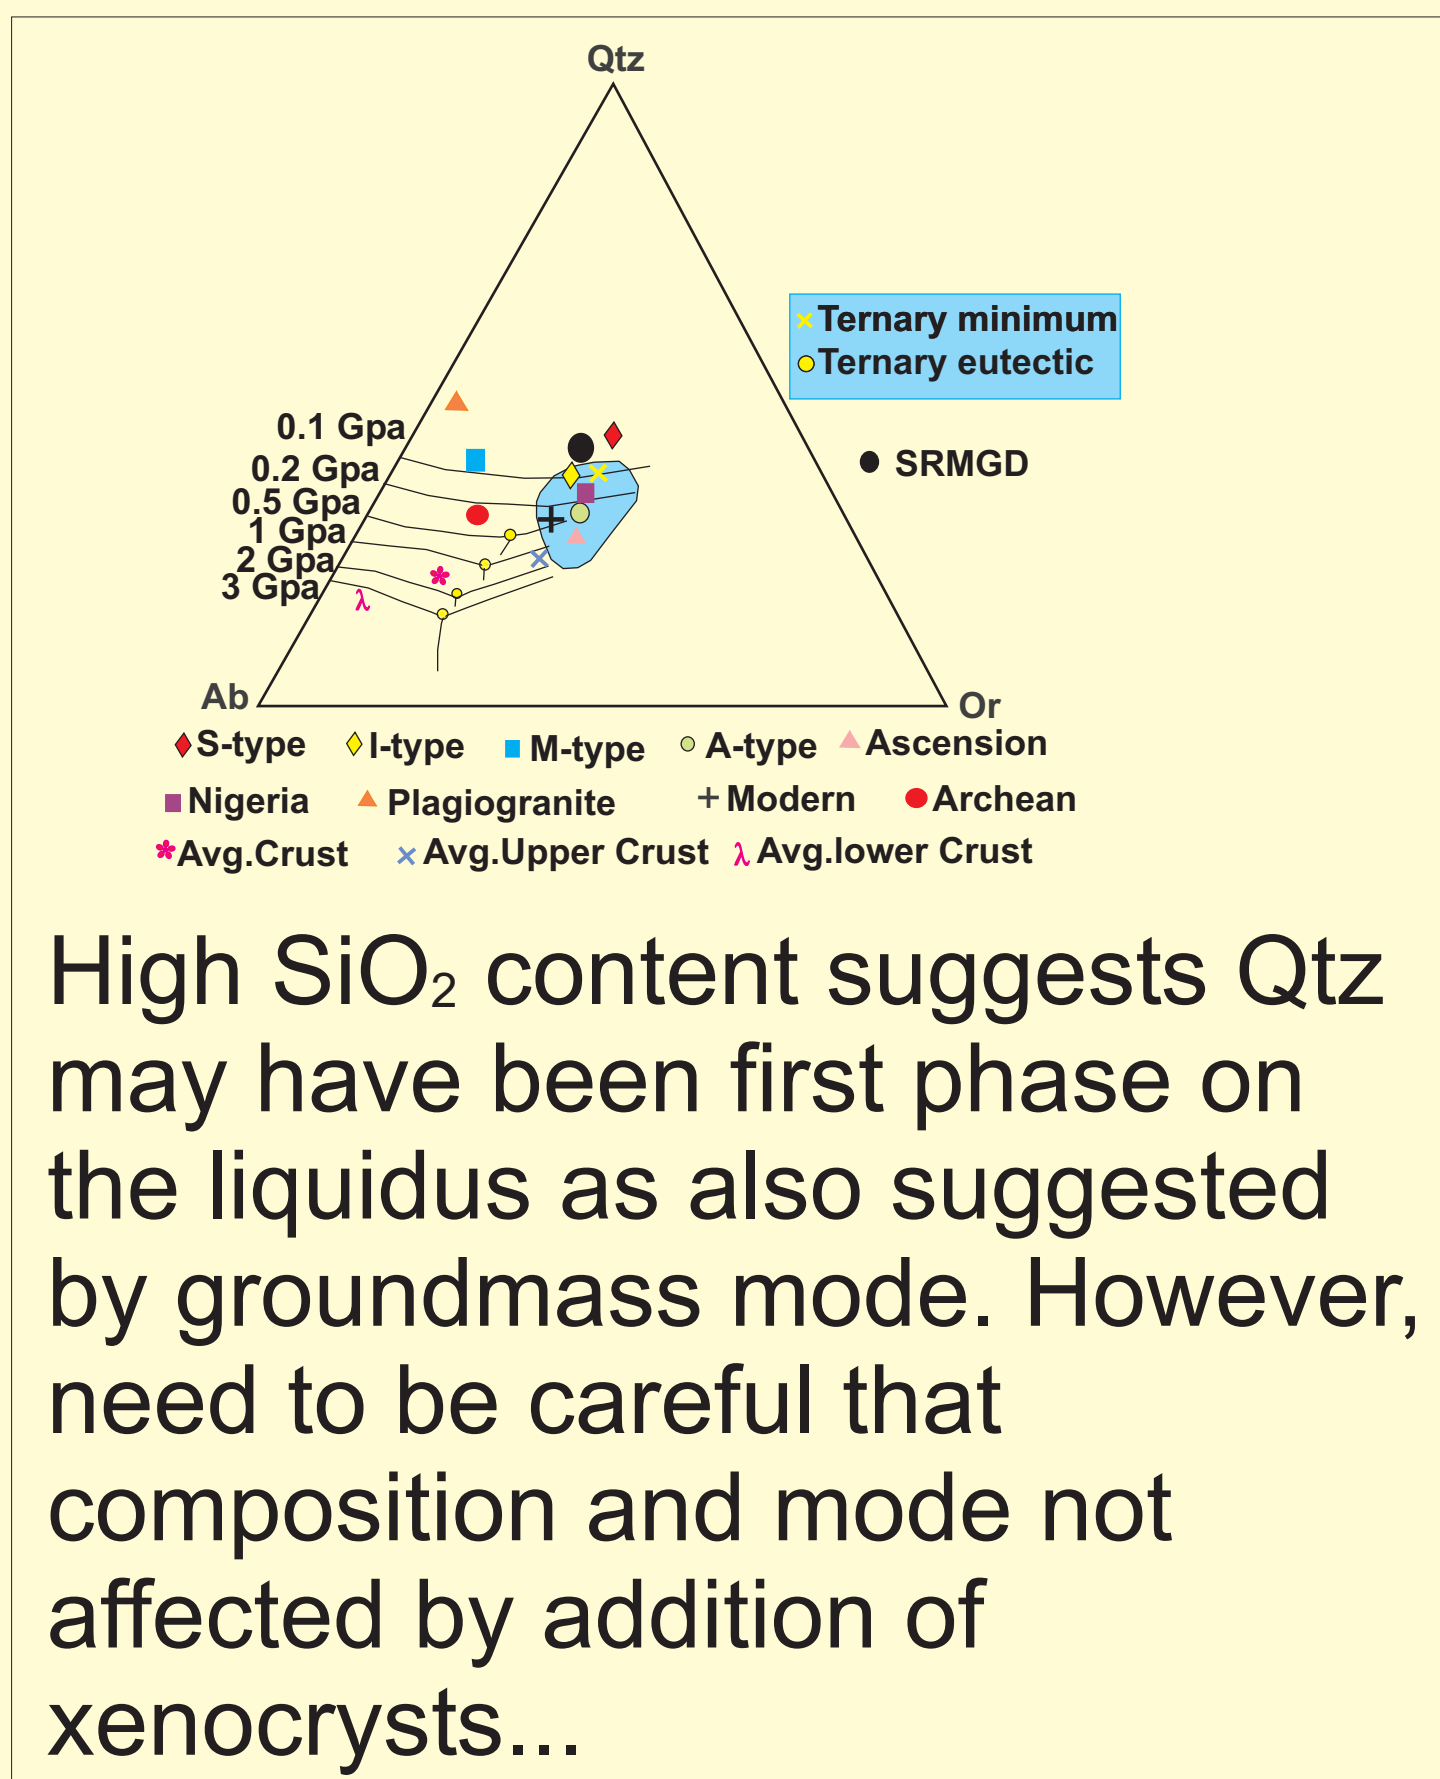 Qtz
Ternary minimum
Ternary eutectic
0.1 Gpa
0.2 Gpa
0.5 Gpa
1 Gpa
2 Gpa
3 Gpa
SRMGD
λ
Ab
Or
S-type I-type M-type A-type Ascension
Nigeria Plagiogranite Modern Archean
Avg.Crust Avg.Upper Crust λ Avg.lower Crust
High SiO₂ content suggests Qtz
may have been first phase on
the liquidus as also suggested
by groundmass mode. However,
need to be careful that
composition and mode not
affected by addition of
xenocrysts...